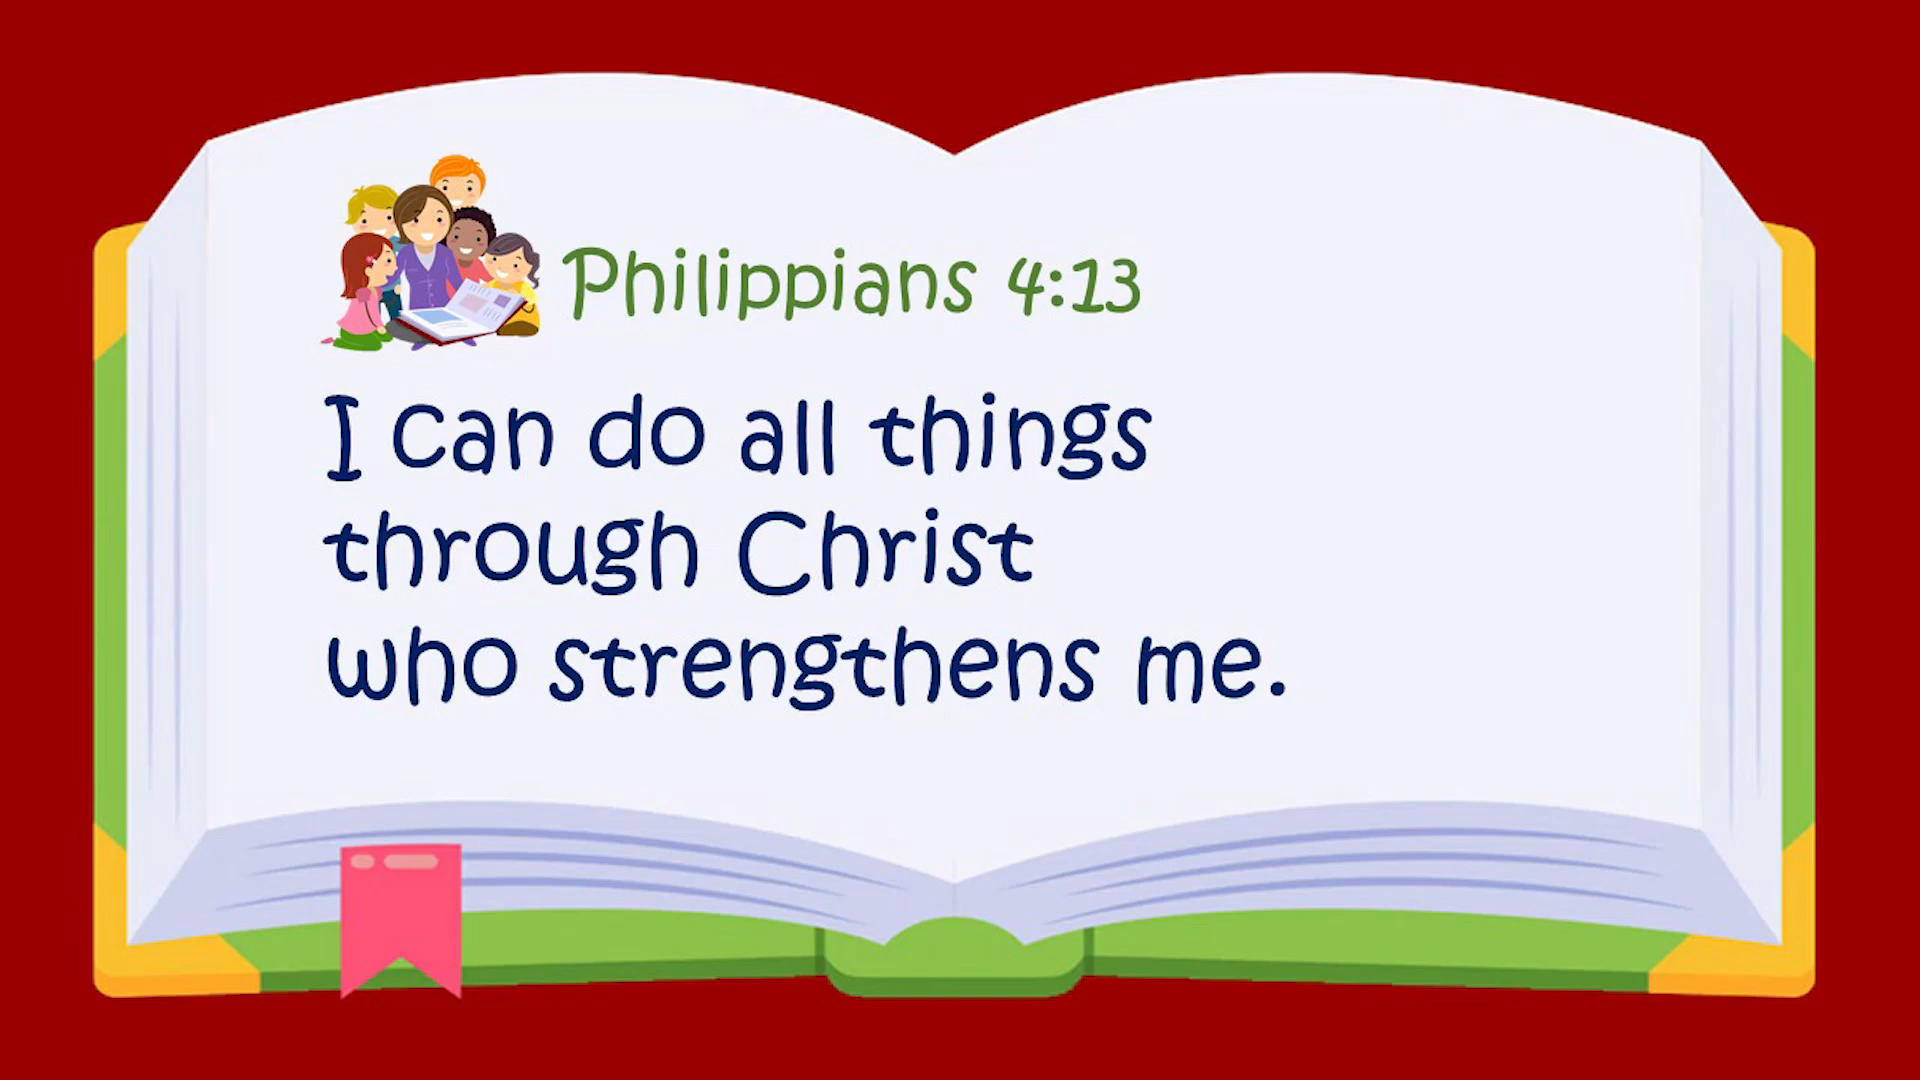 Philippians 4:13
I can do all things
through Christ
who strengthens me.